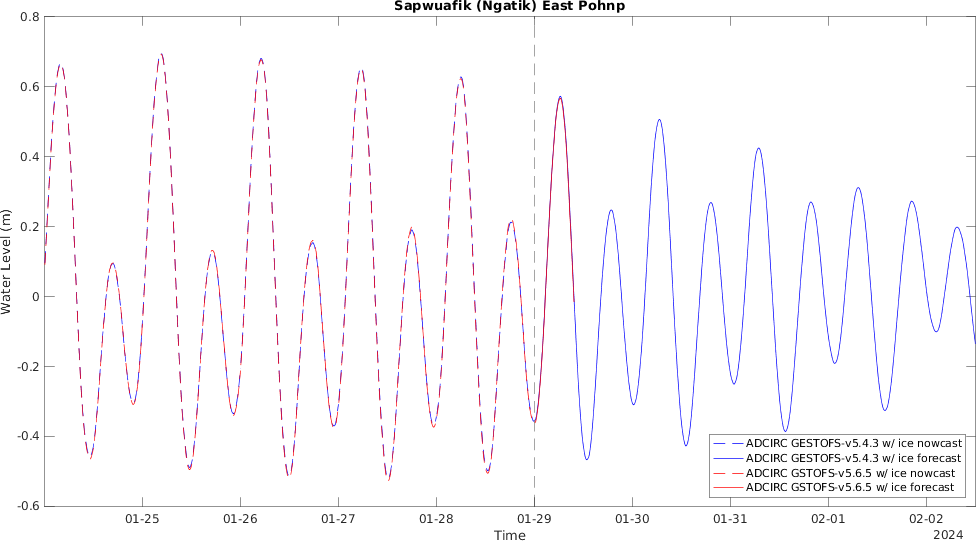 Sapwuafik (Ngatik) East Pohnp
0.8
0.6
0.4
0.2
0
-0.2
-0.4
-0.6
Water Level (m)
01-25
01-26
01-27
01-28
01-29
01-30
01-31
02-01
02-02
Time
2024
ADCIRC GESTOFS-v5.4.3 w/ ice nowcast
ADCIRC GESTOFS-v5.4.3 w/ ice forecast
ADCIRC GSTOFS-v5.6.5 w/ ice nowcast
ADCIRC GSTOFS-v5.6.5 w/ ice forecast